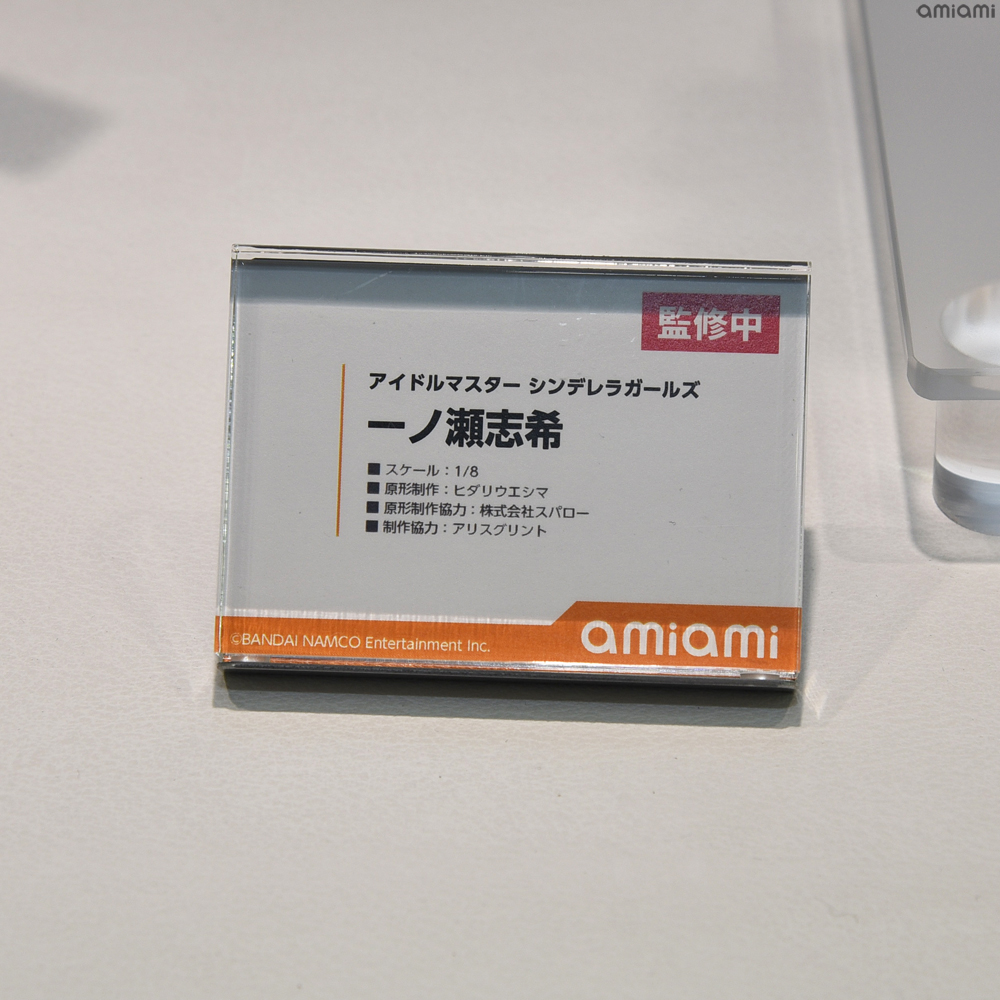 amiami
監修中
アイドルマスター シンデレラガールズ
一ノ瀬志希
■ スケール：1/8
■ 原形制作：ヒダリウエシマ
■ 原形制作協力：株式会社スパロー
■ 制作協力：アリスグリント
©BANDAI NAMCO Entertainment Inc.
amiami